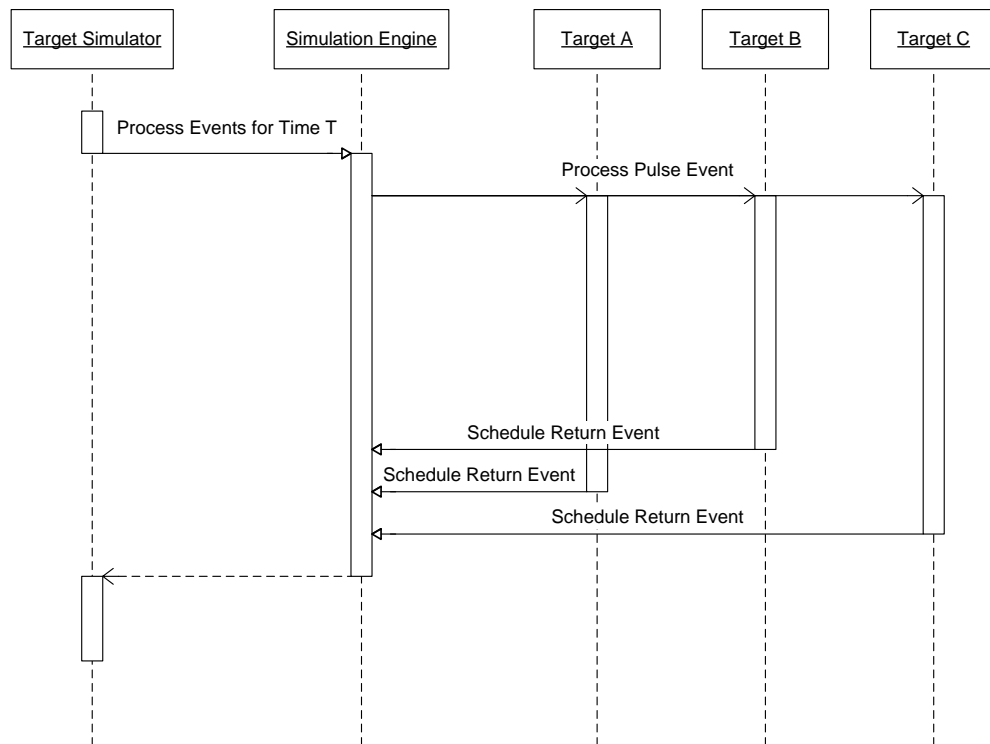 Target Simulator
Simulation Engine
Target A
Target B
Target C
Process Events for Time T
Process Pulse Event
Schedule Return Event
Schedule Return Event
Schedule Return Event